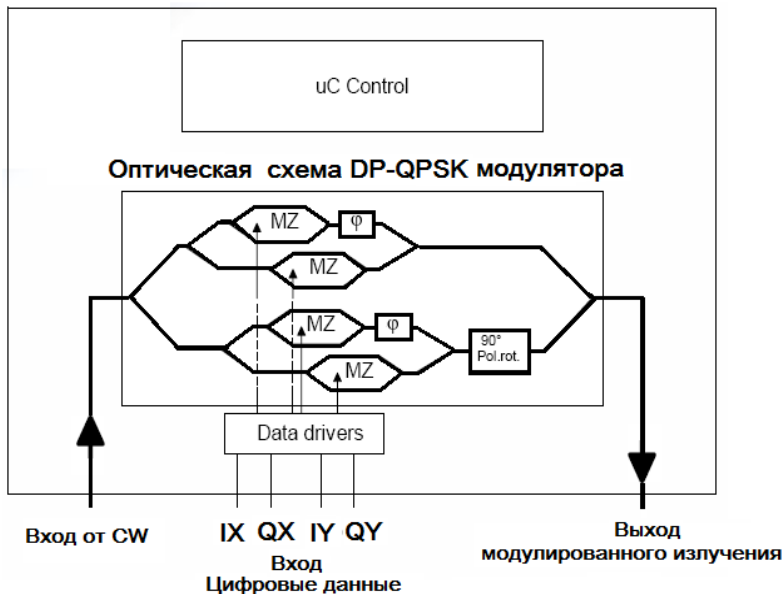 uC Control
Оптическая схема DP-QPSK модулятора
MZ
φ
MZ
MZ
φ
MZ
90°
Pol.rot.
Data drivers
Вход от CW
IX QX IY QY
Вход
Цифровые данные
Выход
модулированного излучения